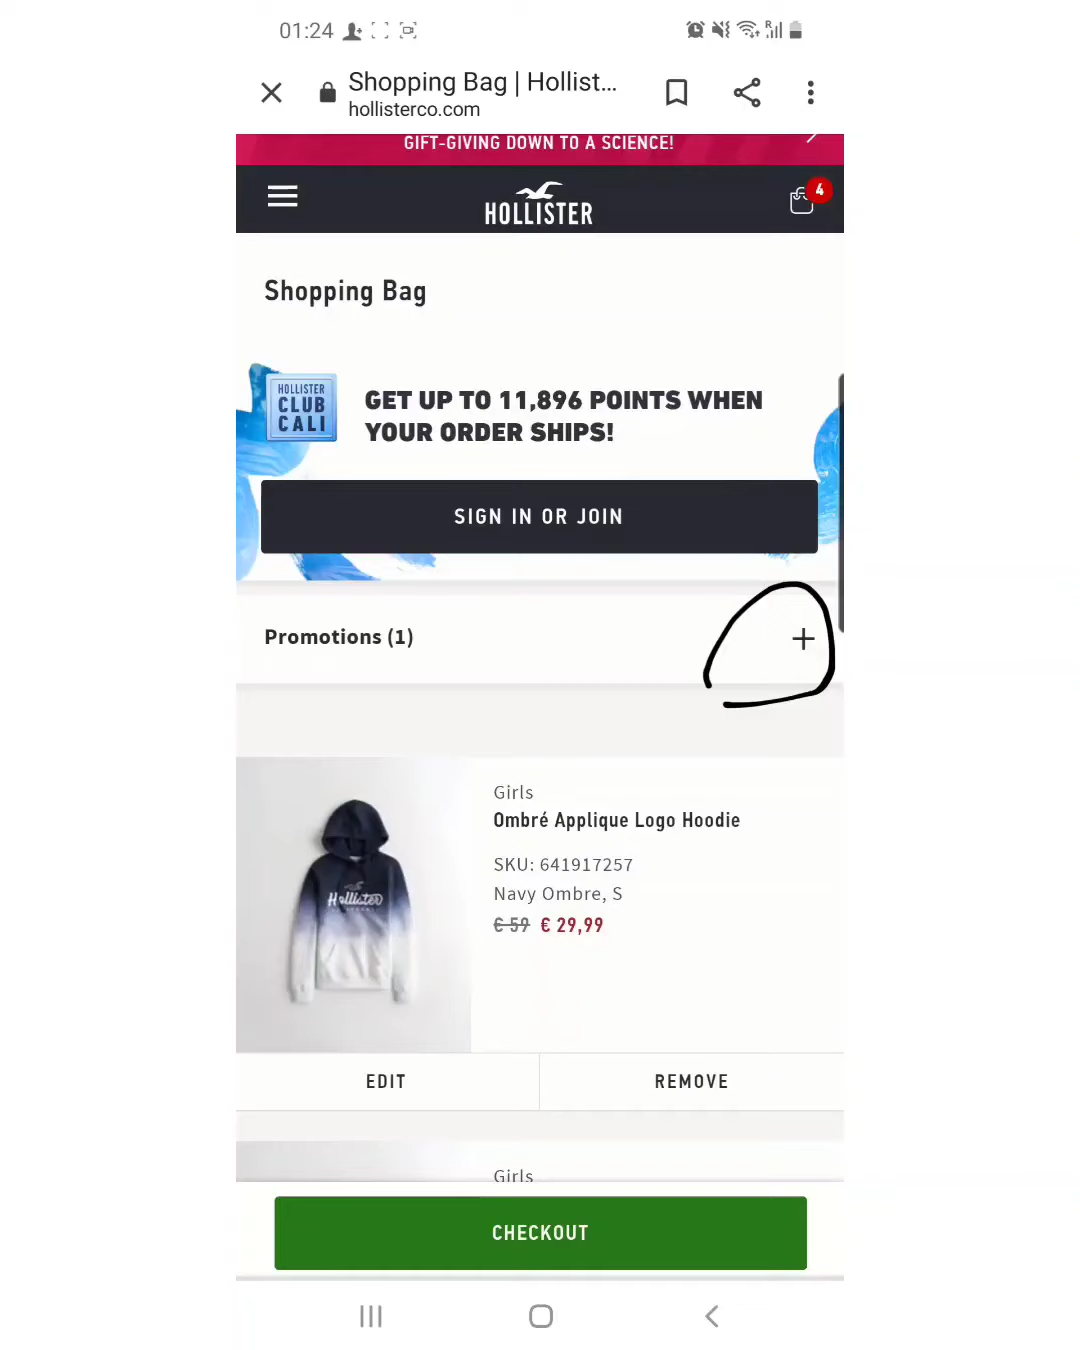 01:24
Shopping Bag | Hollist...
hollisterco.com
GIFT-GIVING DOWN TO A SCIENCE!
HOLLISTER
4
Shopping Bag
HOLLISTER
CLUB
CALI
GET UP TO 11,896 POINTS WHEN
YOUR ORDER SHIPS!
SIGN IN OR JOIN
Promotions (1)
Girls
Ombré Applique Logo Hoodie
SKU: 641917257
Navy Ombre, S
€ 59 € 29,99
Hollister
EDIT
REMOVE
Girls
CHECKOUT